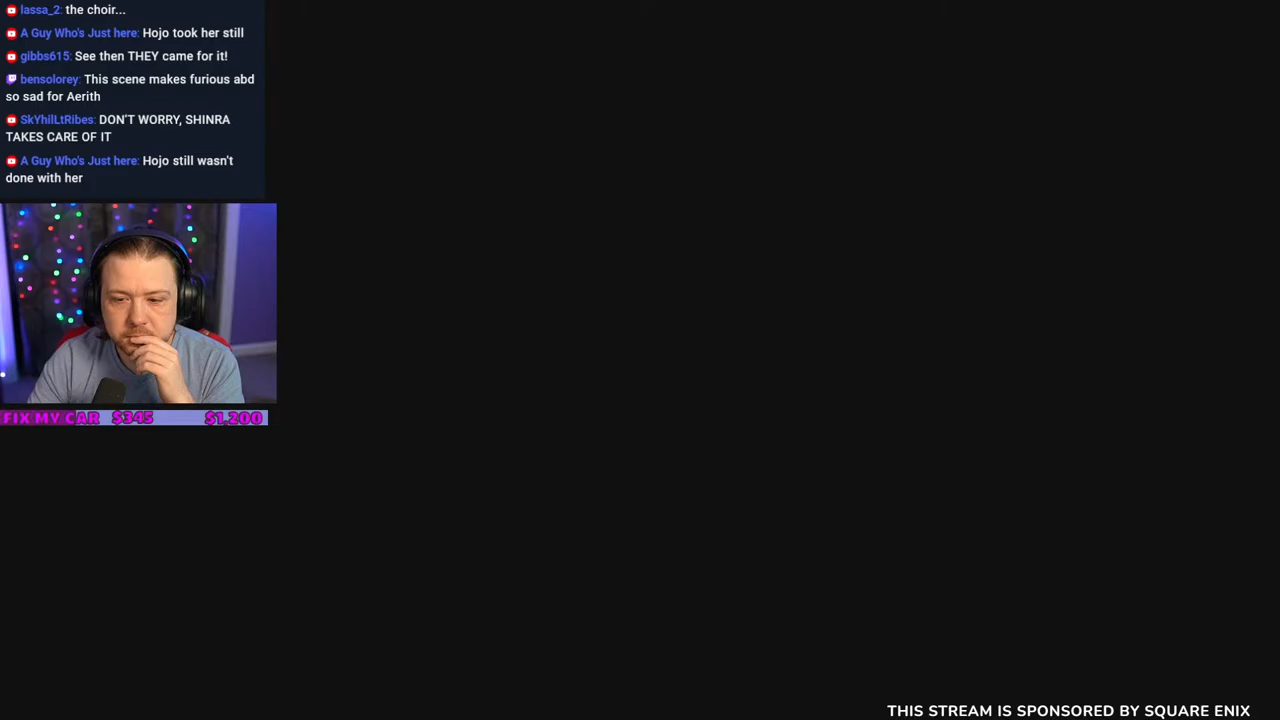 lassa_2: the choir...
A Guy Who's Just here: Hojo took her still
gibbs615: See then THEY came for it!
bensolorey: This scene makes furious abd
so sad for Aerith
SkYhilLtRibes: DON'T WORRY, SHINRA
TAKES CARE OF IT
A Guy Who's Just here: Hojo still wasn't
done with her
FIX MY CAR $345 $1,200
THIS STREAM IS SPONSORED BY SQUARE ENIX